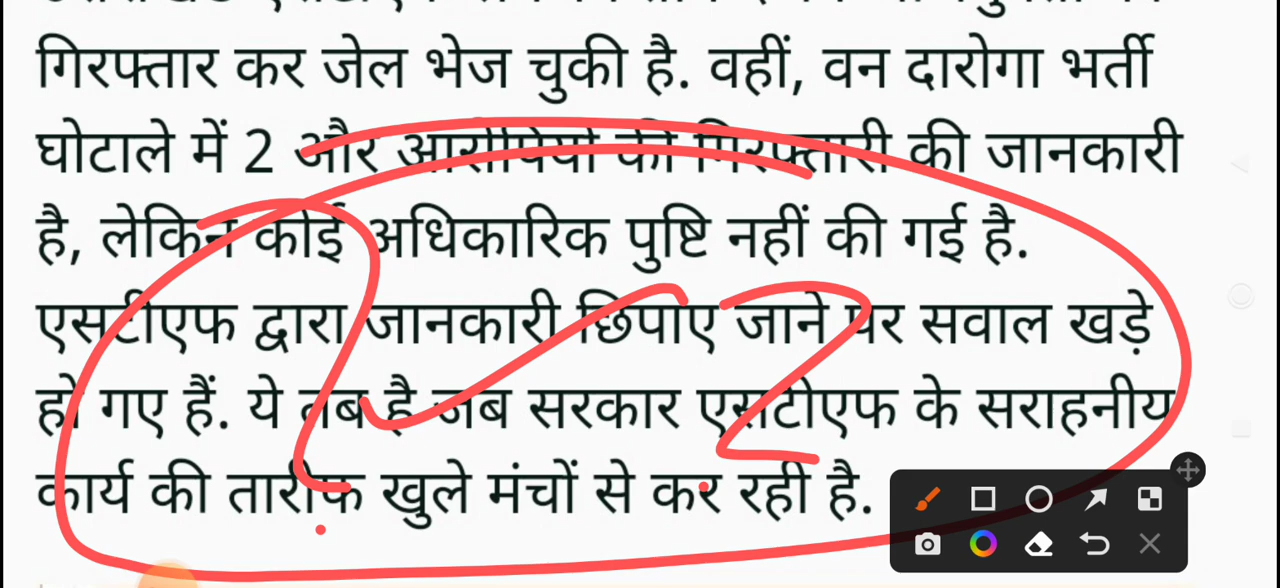 गिरफ्तार कर जेल भेज चुकी है. वहीं, वन दारोगा भर्ती
घोटाले में 2 और आरोपियों की गिरफ्तारी की जानकारी
है, लेकिन कोई अधिकारिक पुष्टि नहीं की गई है.
एसटीएफ द्वारा जानकारी छिपाए जाने पर सवाल खड़े
हो गए हैं. ये तब है जब सरकार एसटीएफ के सराहनीय
कार्य की तारीफ खुले मंचों से कर रही है.